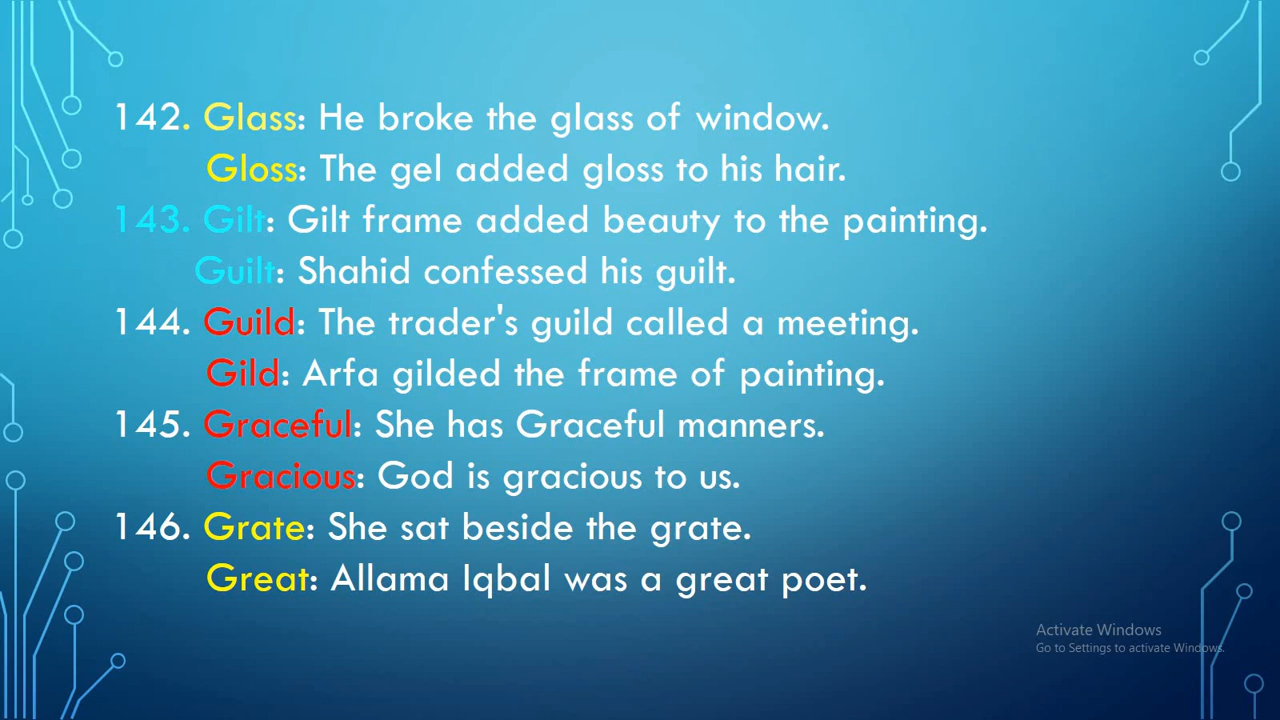 142. Glass: He broke the glass of window.
Gloss: The gel added gloss to his hair.
143. Gilt: Gilt frame added beauty to the painting.
Guilt: Shahid confessed his guilt.
144. Guild: The trader's guild called a meeting.
Gild: Arfa gilded the frame of painting.
145. Graceful: She has Graceful manners.
Gracious: God is gracious to us.
146. Grate: She sat beside the grate.
Great: Allama Iqbal was a great poet.
Activate Windows
Go to Settings to activate Windows.